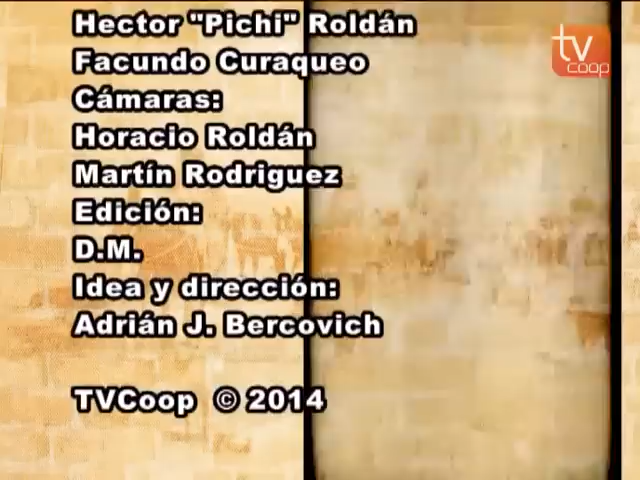 Hector "Pichi" Roldán
Facundo Curaqueo
Cámaras:
Horacio Roldán
Martín Rodriguez
Edición:
D.M.
Idea y dirección:
Adrián J. Bercovich
TVCoop © 2014
tv
coop